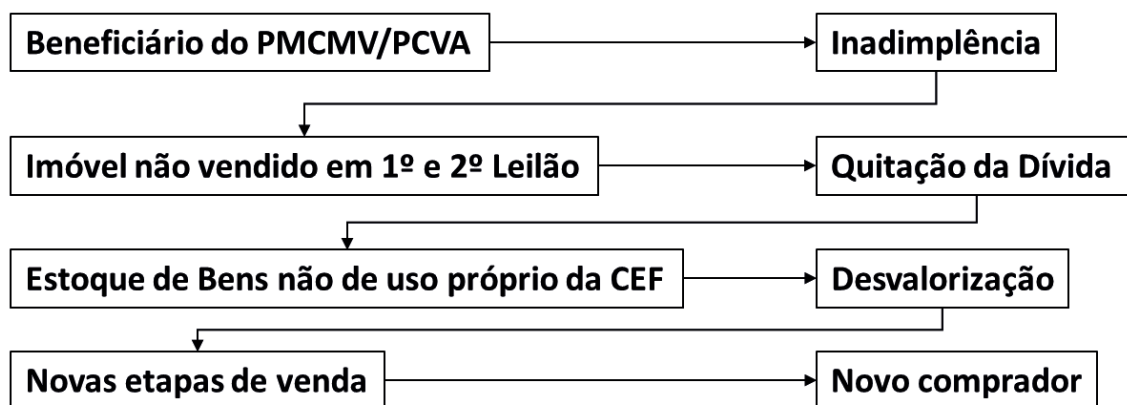 Beneficiário do PMCMV/PCVA
Inadimplência
Imóvel não vendido em 1º e 2º Leilão
Quitação da Dívida
Estoque de Bens não de uso próprio da CEF
Desvalorização
Novas etapas de venda
Novo comprador